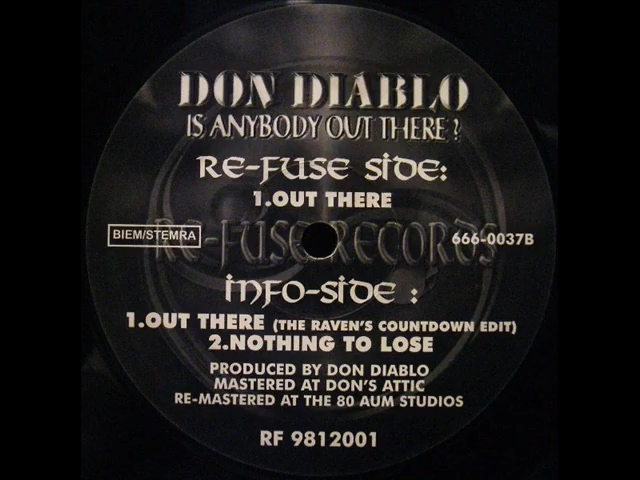 DON DIABLO
IS ANYBODY OUT THERE?
RE-FUSE SIDE:
1.OUT THERE
BIEM/STEMRA
RE-FUSE RECORDS
666-0037B
INFO-SIDE :
1.OUT THERE (THE RAVEN'S COUNTDOWN EDIT)
2.NOTHING TO LOSE
PRODUCED BY DON DIABLO
MASTERED AT DON'S ATTIC
RE-MASTERED AT THE 80 AUM STUDIOS
RF 9812001